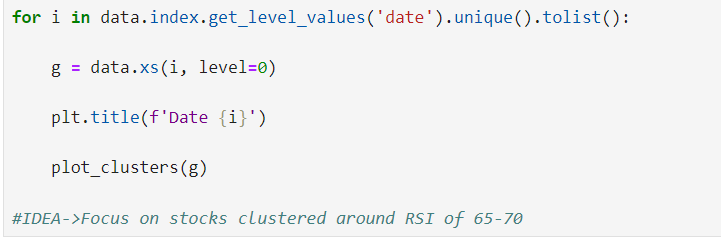 for i in data.index.get_level_values('date').unique().tolist():
g = data.xs(i, level=0)
plt.title(f'Date {i}')
plot_clusters(g)
#IDEA->Focus on stocks clustered around RSI of 65-70